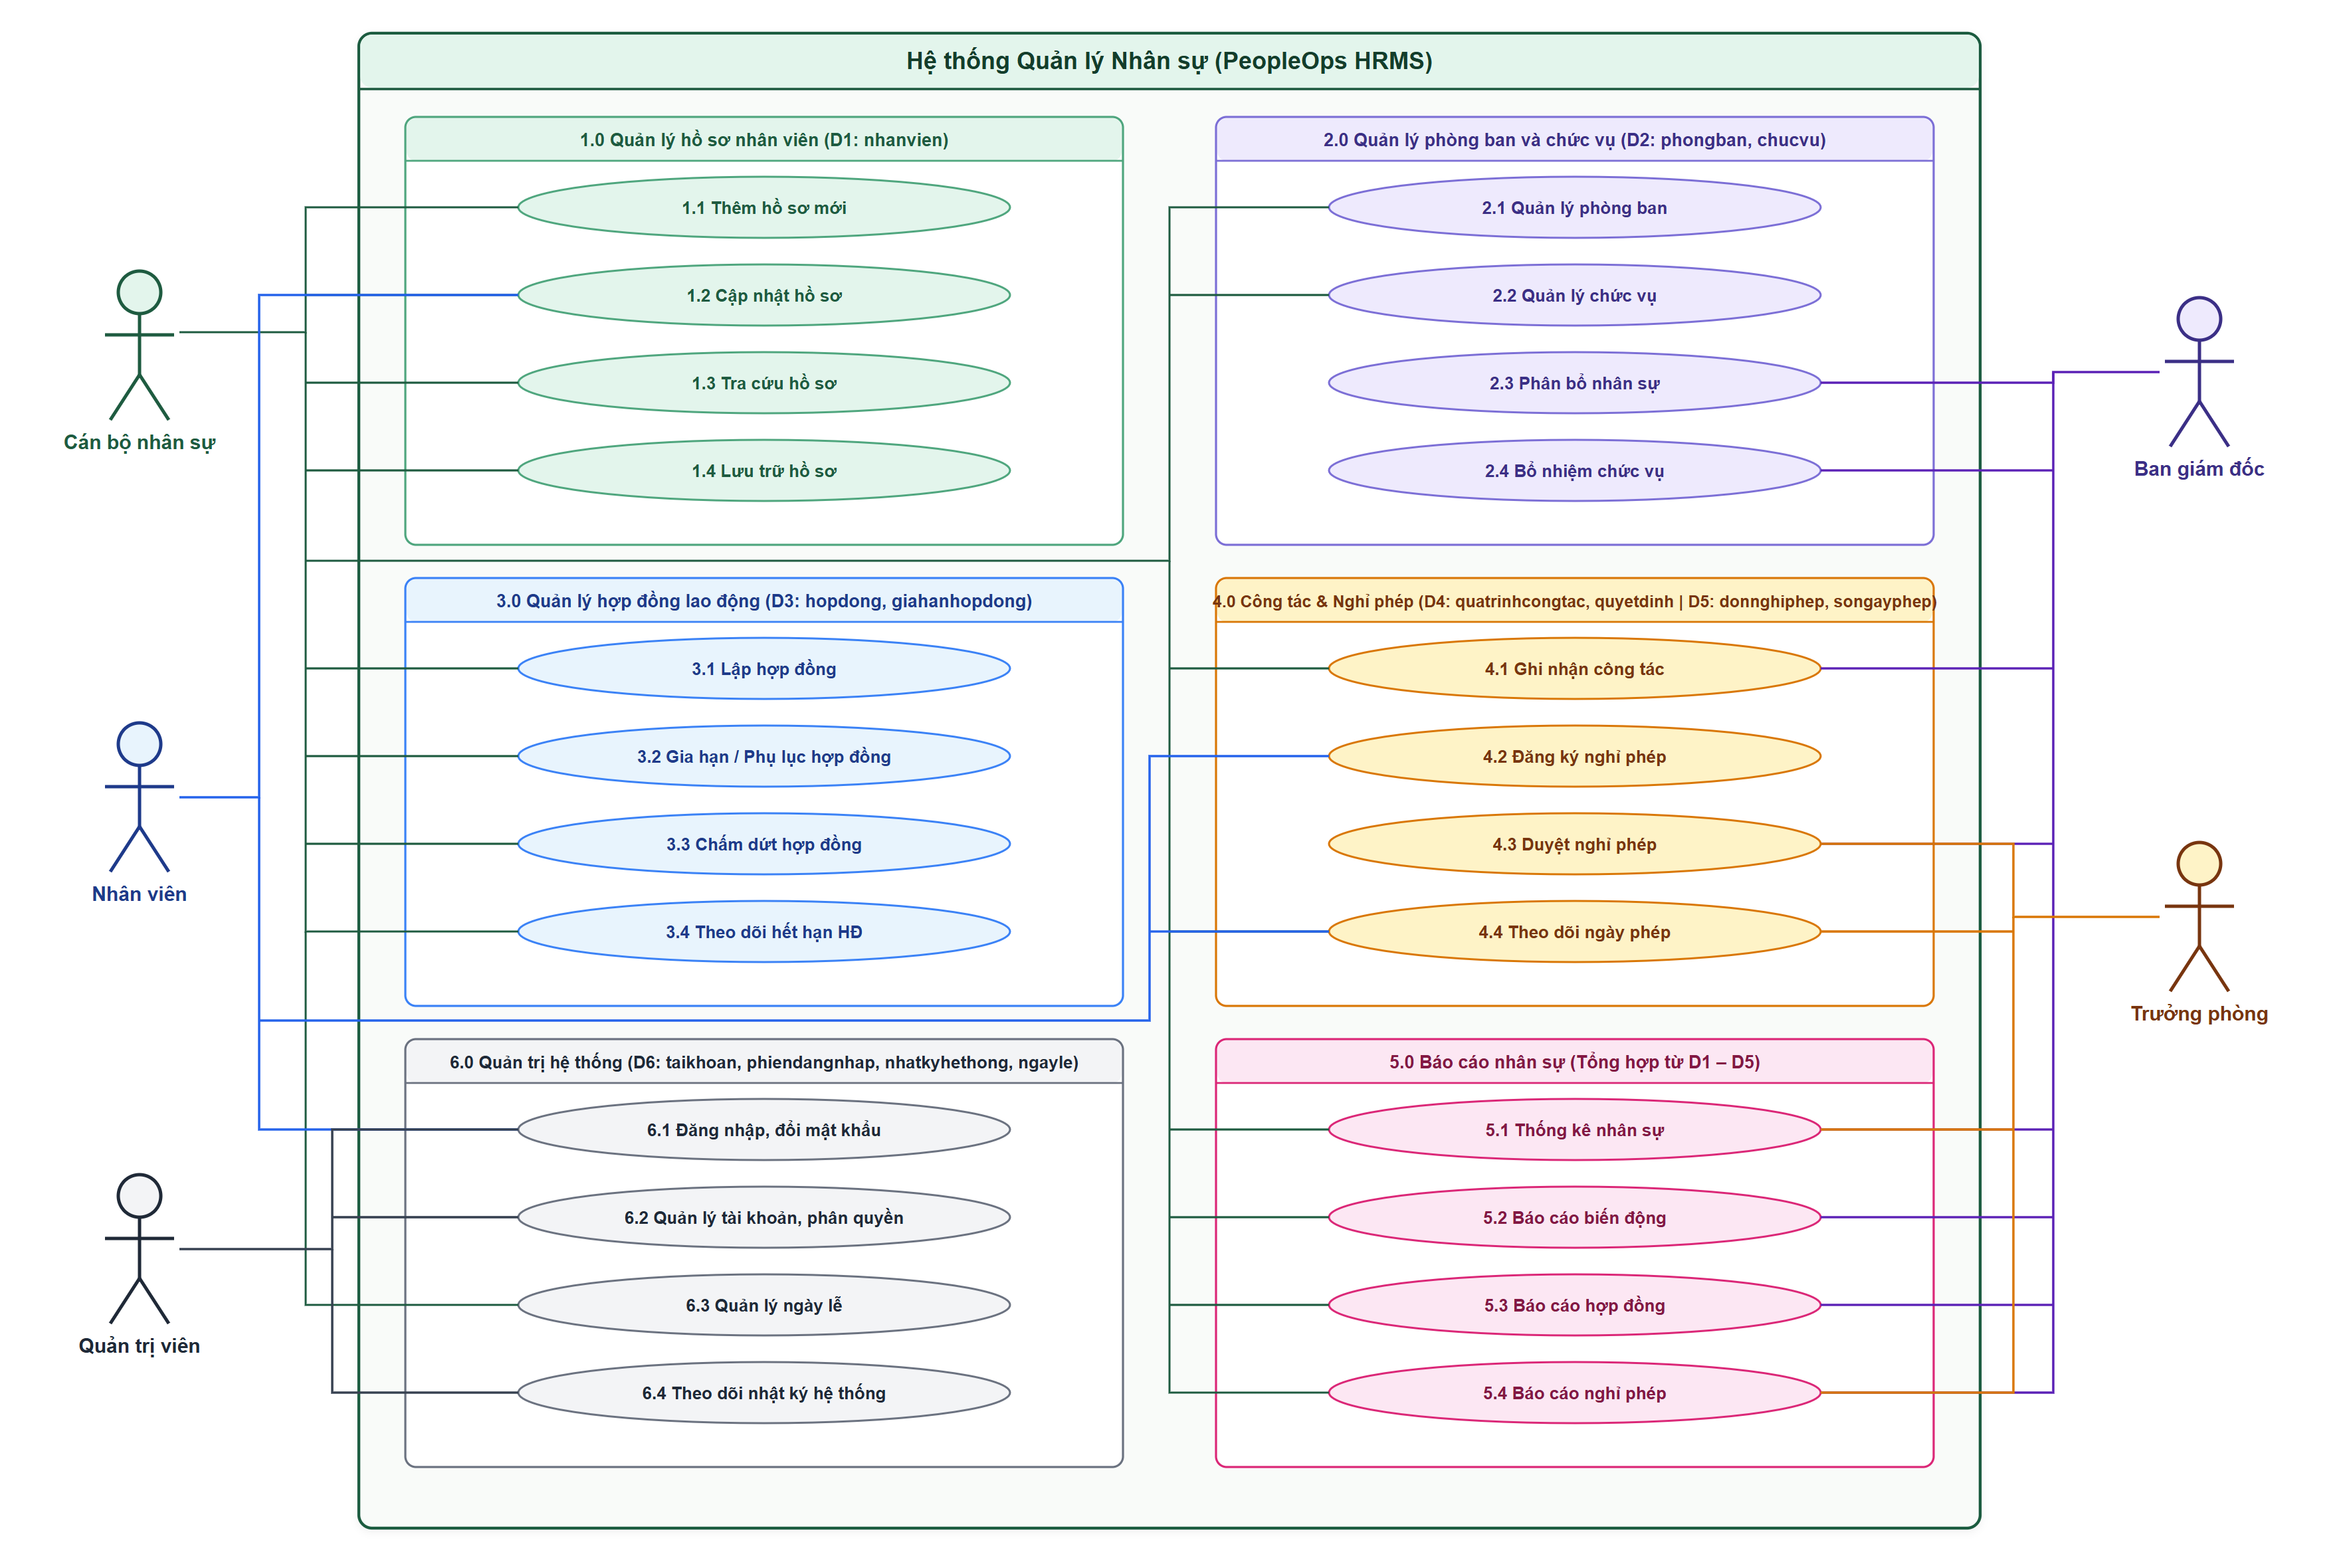 Hệ thống Quản lý Nhân sự (PeopleOps HRMS)
1.0 Quản lý hồ sơ nhân viên (D1: nhanvien)
1.1 Thêm hồ sơ mới
1.2 Cập nhật hồ sơ
1.3 Tra cứu hồ sơ
1.4 Lưu trữ hồ sơ
2.0 Quản lý phòng ban và chức vụ (D2: phongban, chucvu)
2.1 Quản lý phòng ban
2.2 Quản lý chức vụ
2.3 Phân bổ nhân sự
2.4 Bổ nhiệm chức vụ
Cán bộ nhân sự
Ban giám đốc
3.0 Quản lý hợp đồng lao động (D3: hopdong, giahanhopdong)
3.1 Lập hợp đồng
3.2 Gia hạn / Phụ lục hợp đồng
3.3 Chấm dứt hợp đồng
3.4 Theo dõi hết hạn HĐ
4.0 Công tác & Nghỉ phép (D4: quatrinhcongtac, quyetdinh | D5: donnghiphep, songayphep)
4.1 Ghi nhận công tác
4.2 Đăng ký nghỉ phép
4.3 Duyệt nghỉ phép
4.4 Theo dõi ngày phép
Nhân viên
Trưởng phòng
6.0 Quản trị hệ thống (D6: taikhoan, phiendangnhap, nhatkyhethong, ngayle)
6.1 Đăng nhập, đổi mật khẩu
6.2 Quản lý tài khoản, phân quyền
6.3 Quản lý ngày lễ
6.4 Theo dõi nhật ký hệ thống
5.0 Báo cáo nhân sự (Tổng hợp từ D1 – D5)
5.1 Thống kê nhân sự
5.2 Báo cáo biến động
5.3 Báo cáo hợp đồng
5.4 Báo cáo nghỉ phép
Quản trị viên